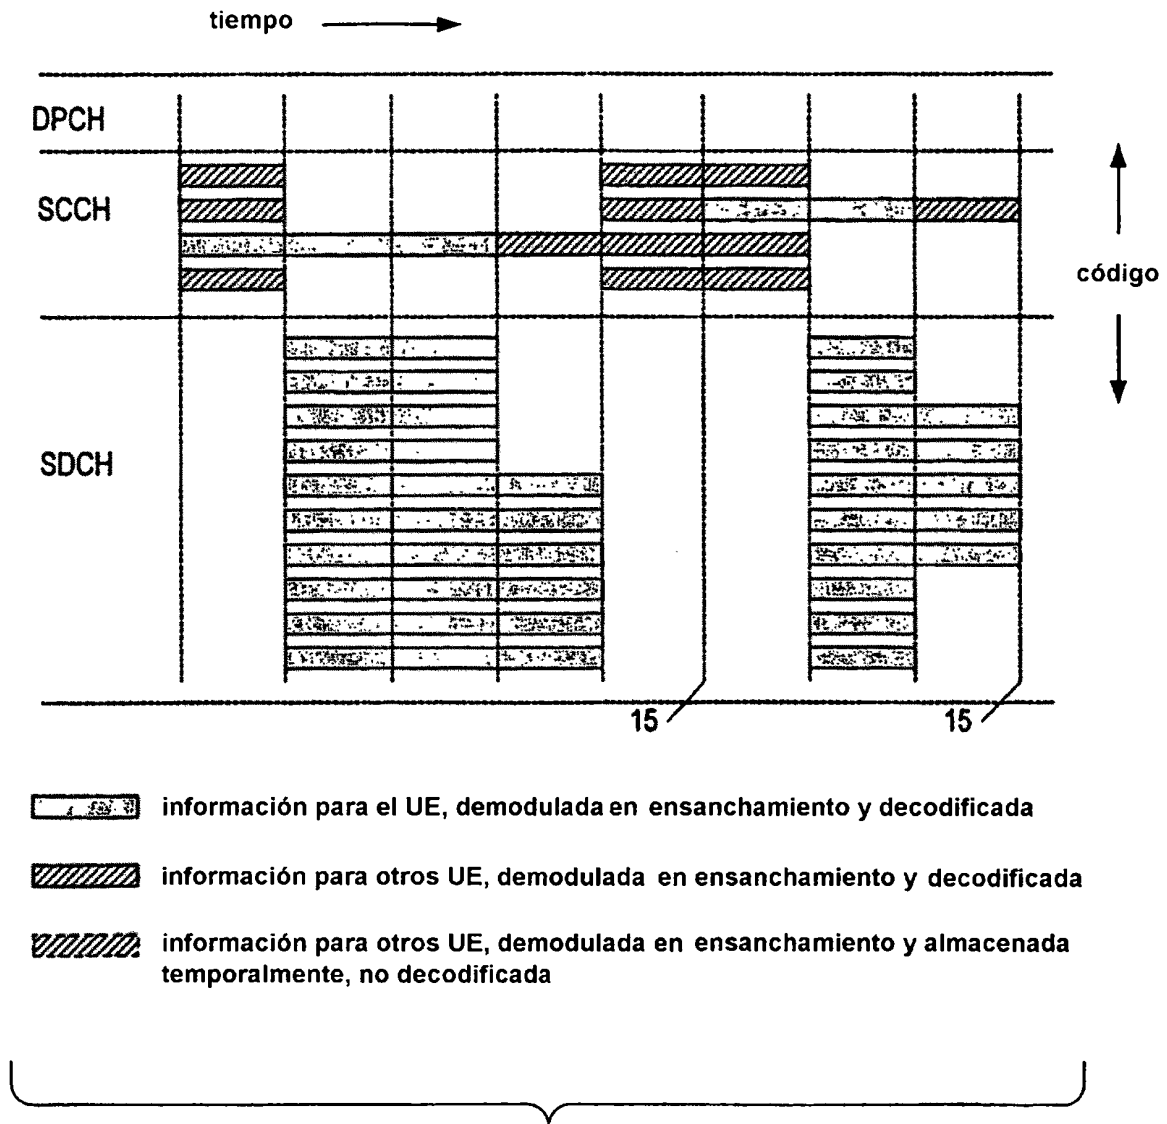 tiempo
DPCH
SCCH
código
SDCH
15
15
información para el UE, demodulada en ensanchamiento y decodificada
información para otros UE, demodulada en ensanchamiento y decodificada
información para otros UE, demodulada en ensanchamiento y almacenada
temporalmente, no decodificada